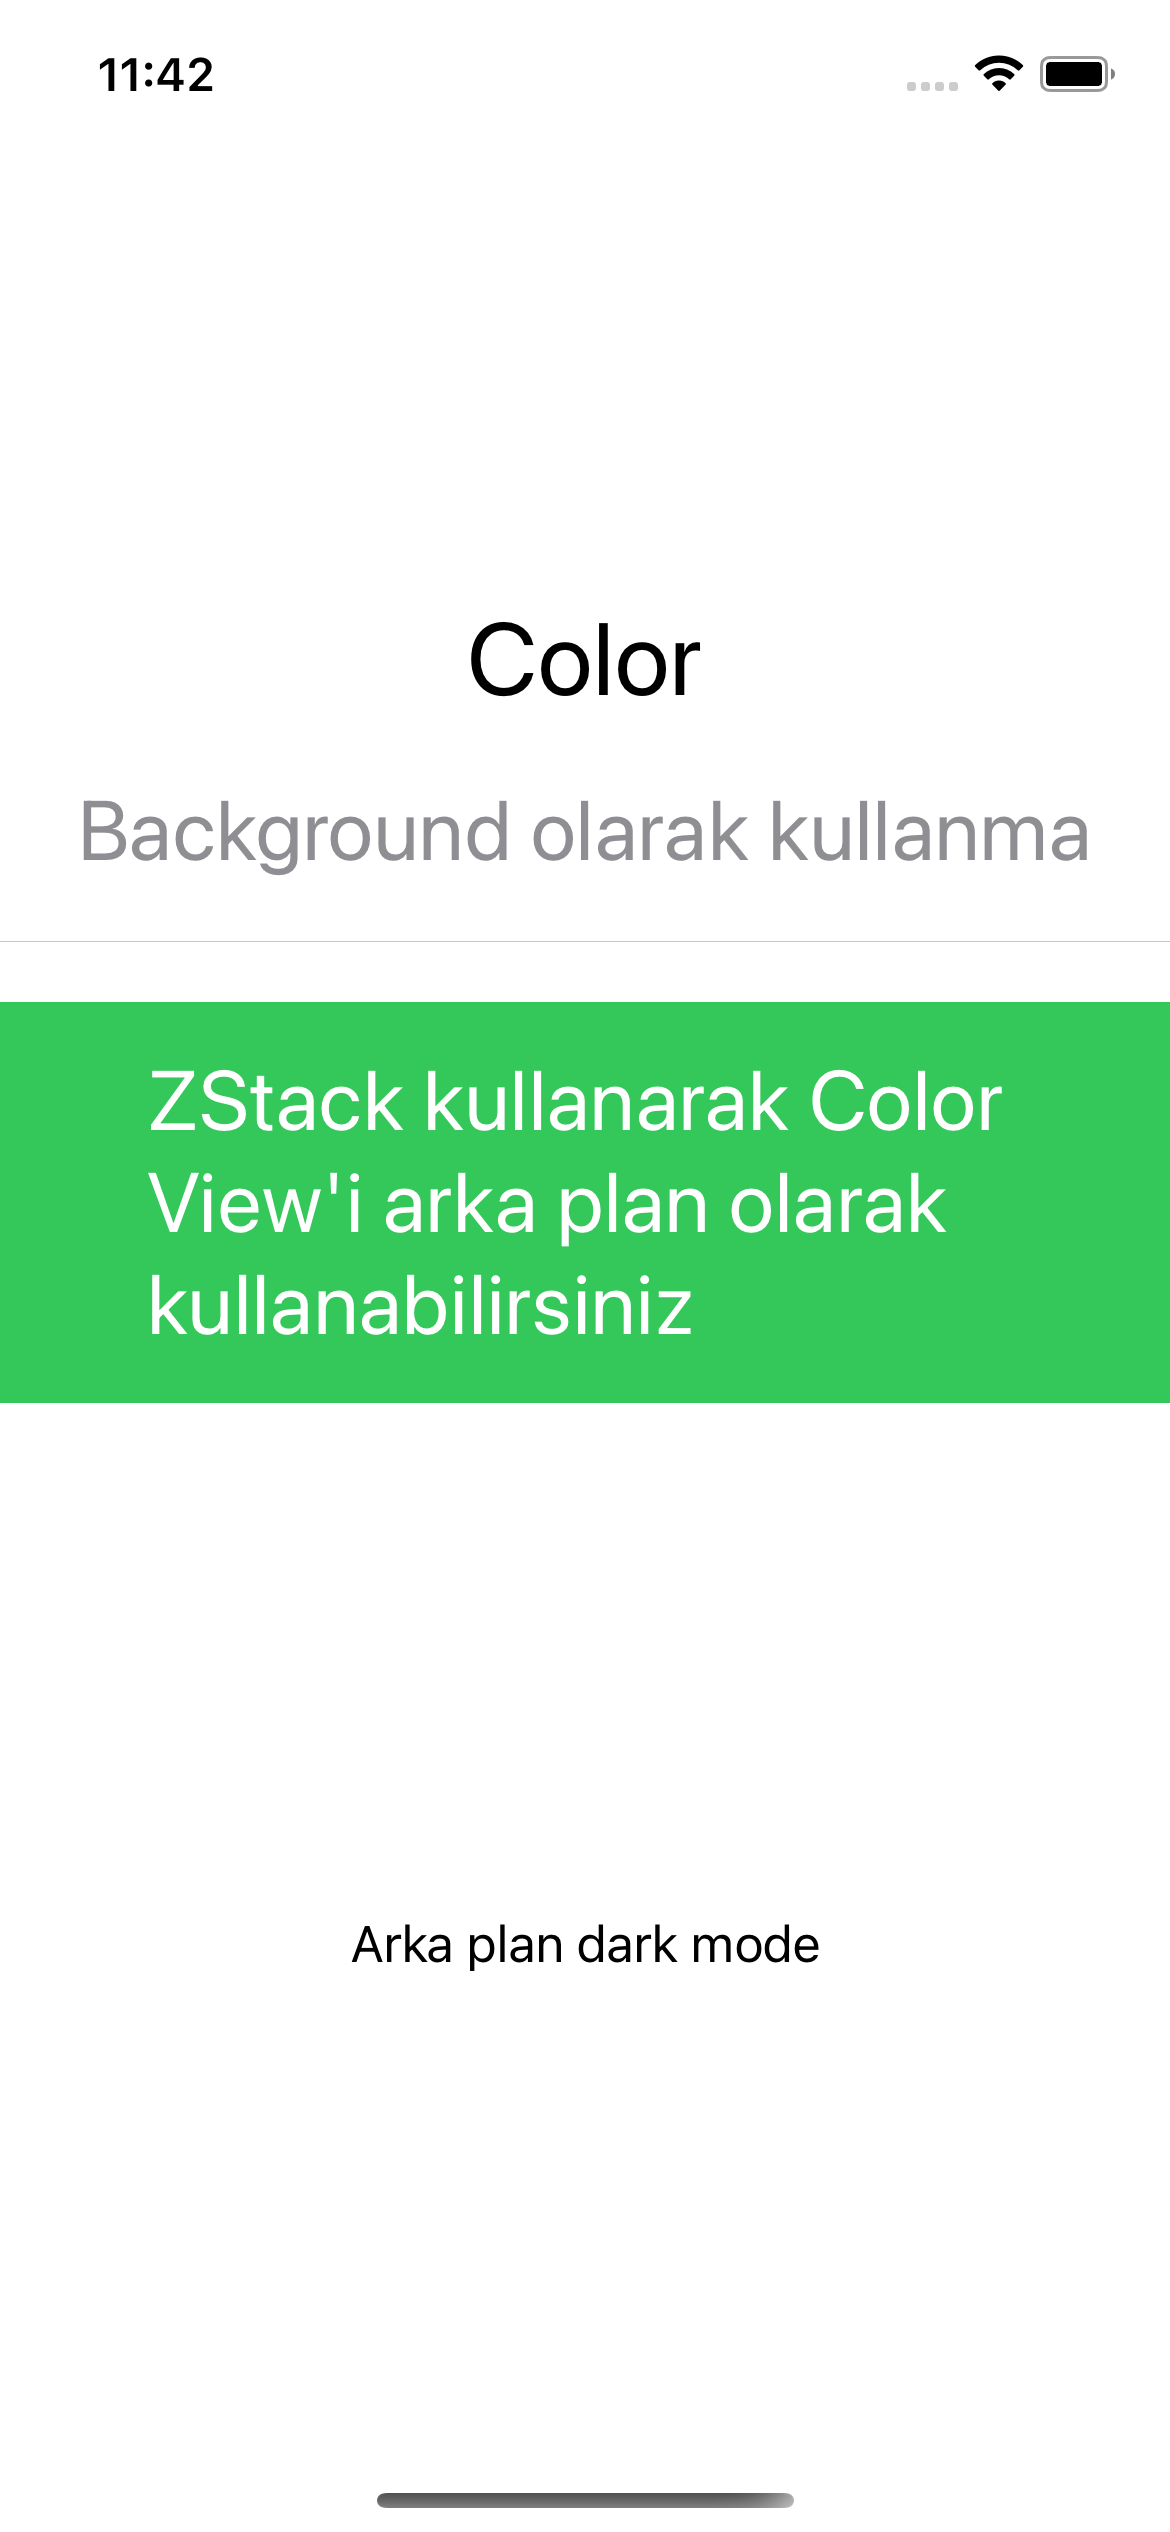 11:42
Color
Background olarak kullanma
ZStack kullanarak Color
View'i arka plan olarak
kullanabilirsiniz
Arka plan dark mode